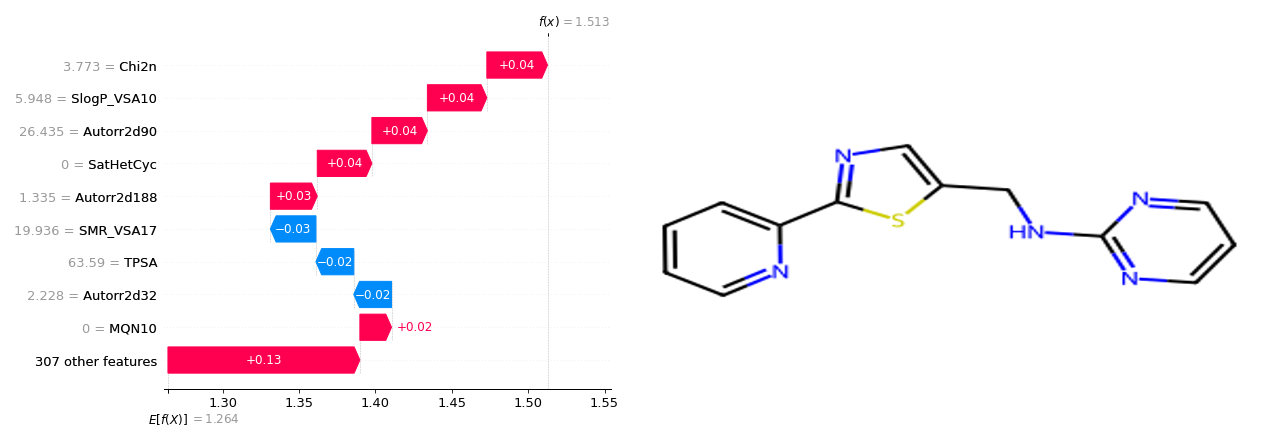 f(x) = 1.513
3.773 = Chi2n
+0.04
5.948 = SlogP_VSA10
+0.04
26.435 = Autorr2d90
+0.04
0 = SatHetCyc
+0.04
1.335 = Autorr2d188
+0.03
19.936 = SMR_VSA17
−0.03
63.59 = TPSA
−0.02
2.228 = Autorr2d32
−0.02
0 = MQN10
+0.02
307 other features
+0.13
1.30 1.35 1.40 1.45 1.50 1.55
E[f(X)] = 1.264
N
S
N
HN
N
N